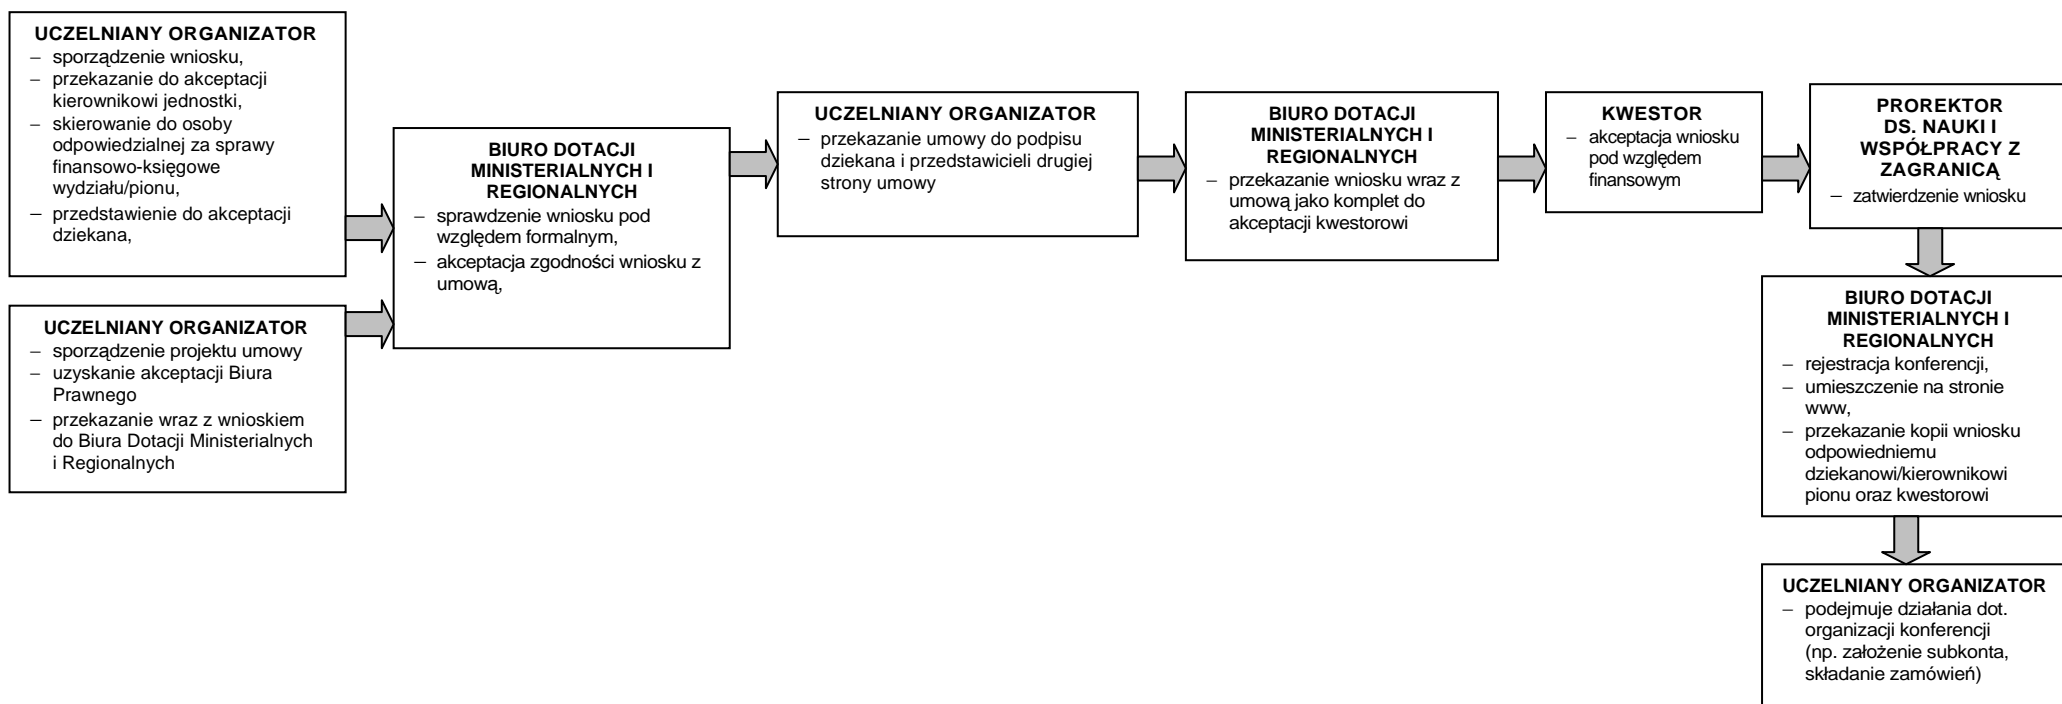 UCZELNIANY ORGANIZATOR
– sporządzenie wniosku,
– przekazanie do akceptacji
kierownikowi jednostki,
– skierowanie do osoby
odpowiedzialnej za sprawy
finansowo-księgowe
wydziału/pionu,
– przedstawienie do akceptacji
dziekana,
UCZELNIANY ORGANIZATOR
– sporządzenie projektu umowy
– uzyskanie akceptacji Biura
Prawnego
– przekazanie wraz z wnioskiem
do Biura Dotacji Ministerialnych
i Regionalnych
BIURO DOTACJI
MINISTERIALNYCH I
REGIONALNYCH
– sprawdzenie wniosku pod
względem formalnym,
– akceptacja zgodności wniosku z
umową,
UCZELNIANY ORGANIZATOR
– przekazanie umowy do podpisu
dziekana i przedstawicieli drugiej
strony umowy
BIURO DOTACJI
MINISTERIALNYCH I
REGIONALNYCH
– przekazanie wniosku wraz z
umową jako komplet do
akceptacji kwestorowi
KWESTOR
– akceptacja wniosku
pod względem
finansowym
PROREKTOR
DS. NAUKI I
WSPÓŁPRACY Z
ZAGRANICĄ
– zatwierdzenie wniosku
BIURO DOTACJI
MINISTERIALNYCH I
REGIONALNYCH
– rejestracja konferencji,
– umieszczenie na stronie
www,
– przekazanie kopii wniosku
odpowiedniemu
dziekanowi/kierownikowi
pionu oraz kwestorowi
UCZELNIANY ORGANIZATOR
– podejmuje działania dot.
organizacji konferencji
(np. założenie subkonta,
składanie zamówień)